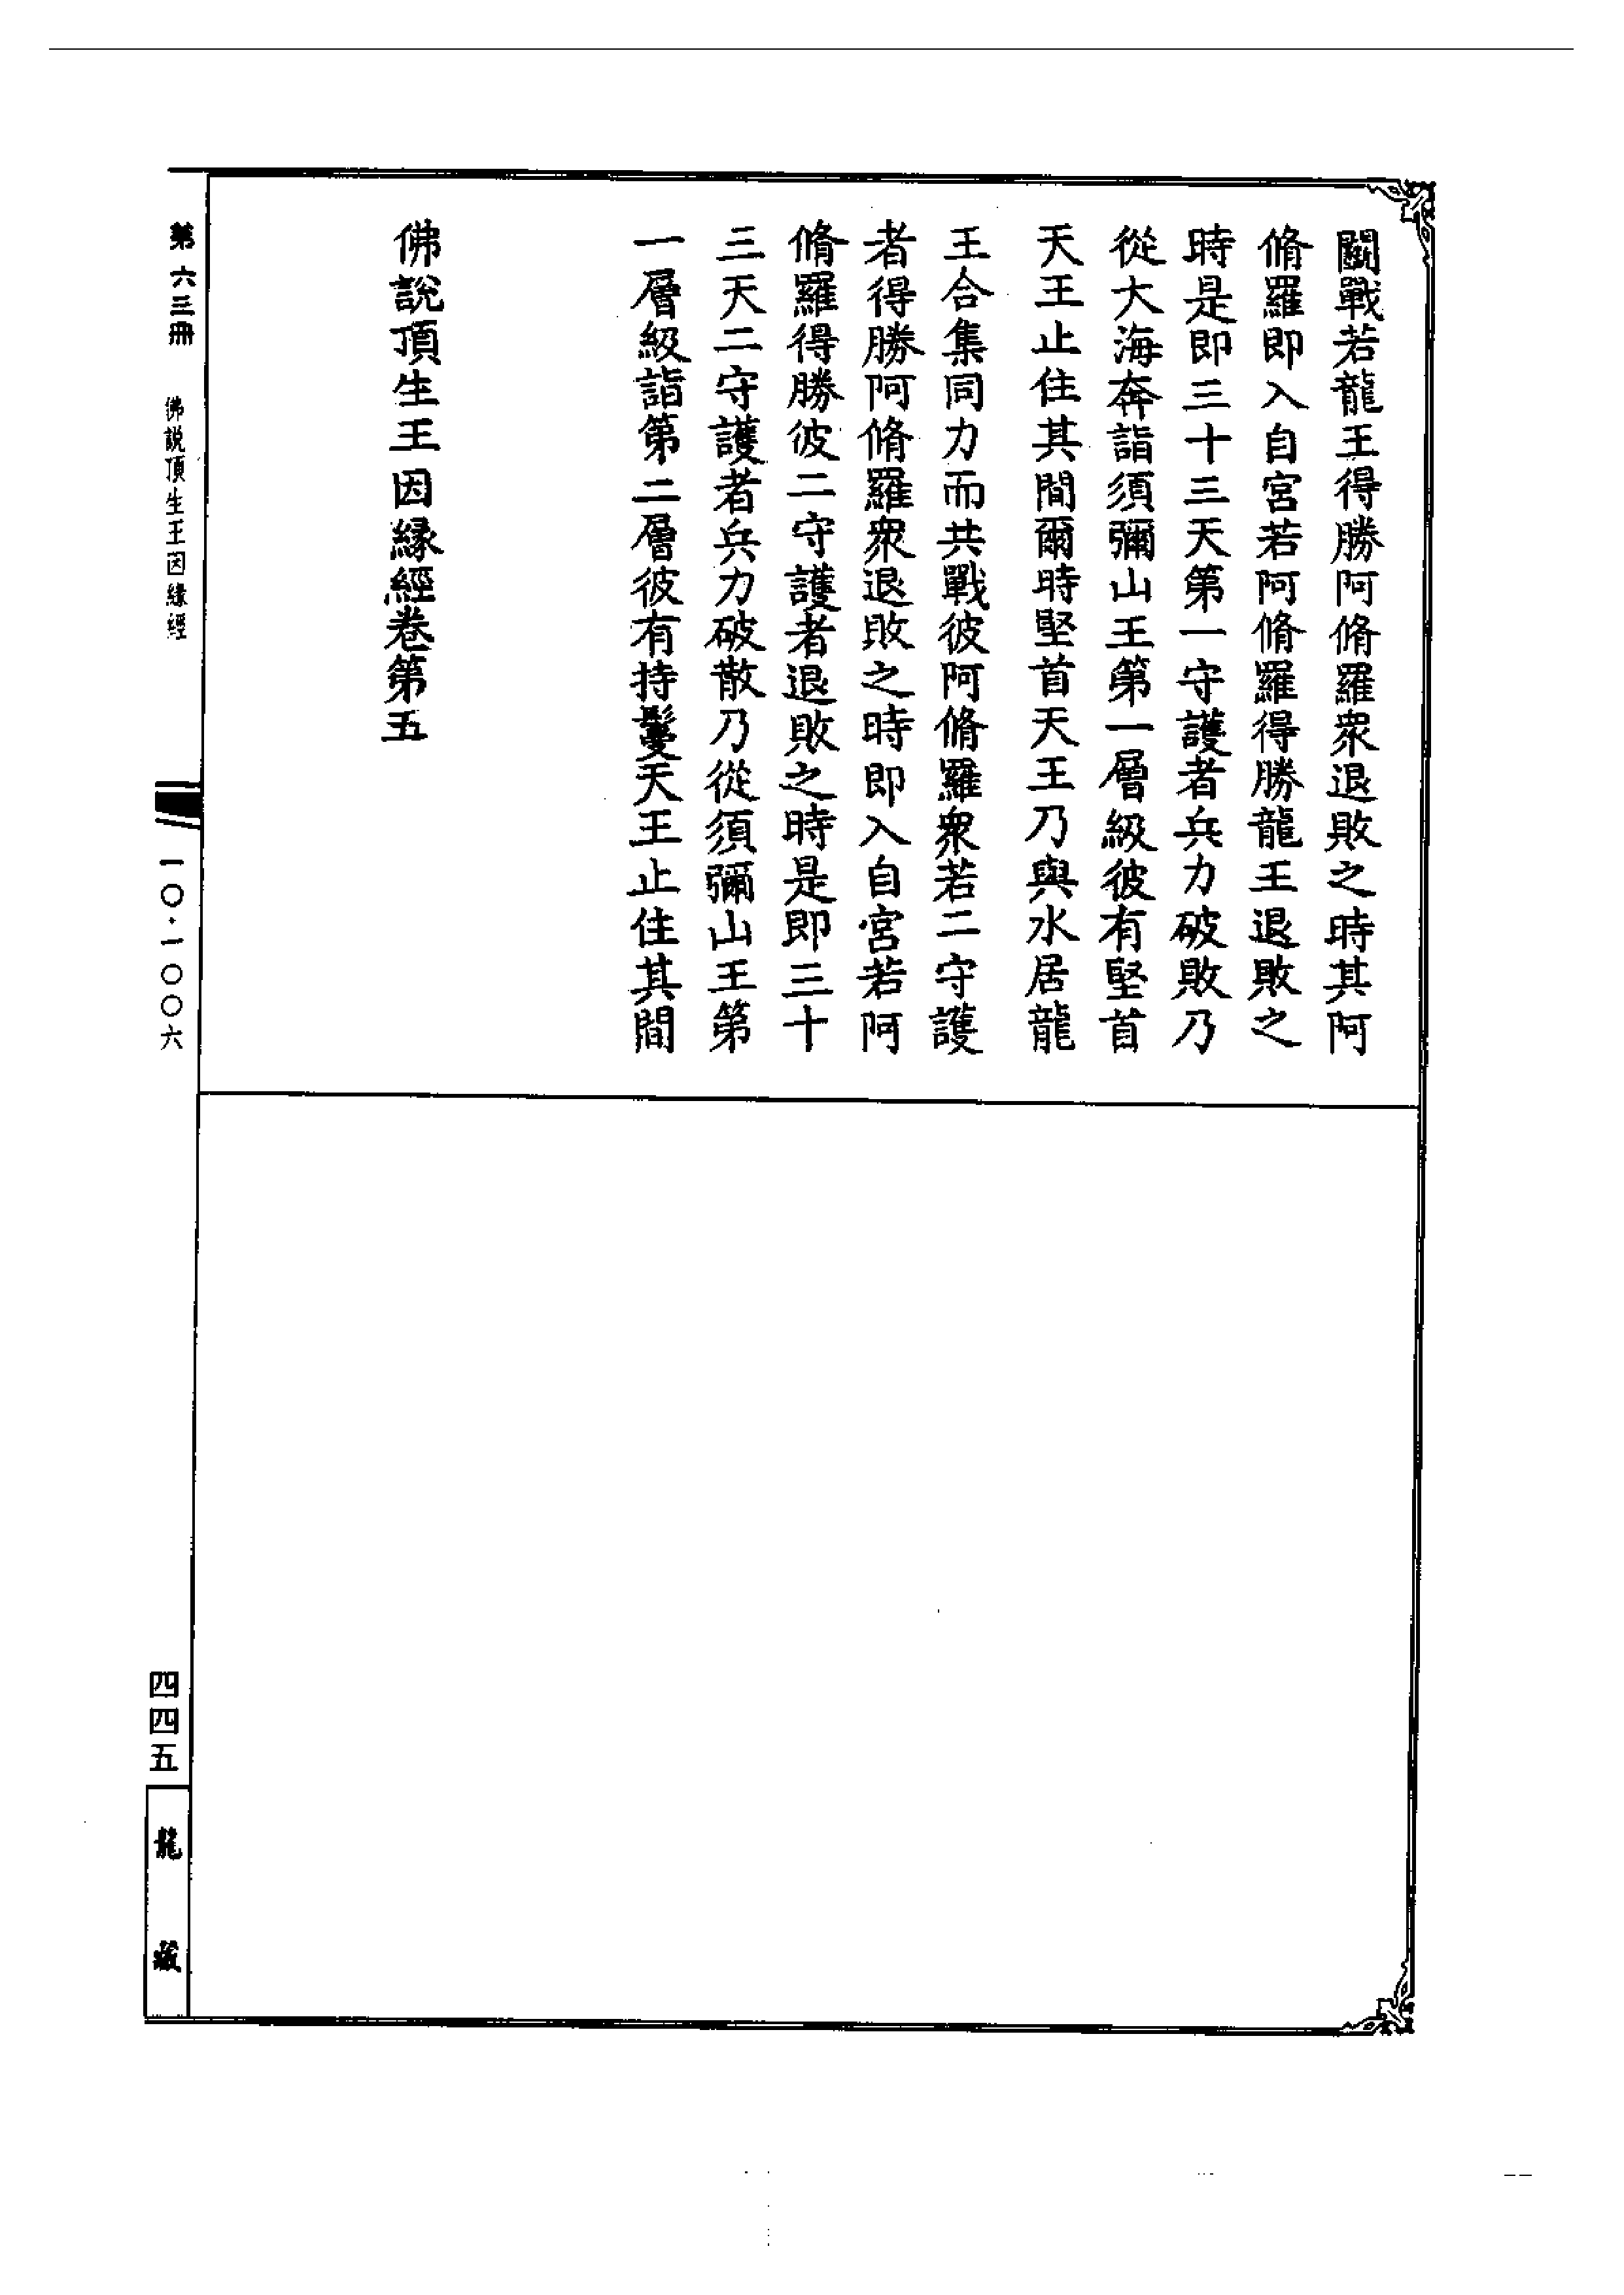 鬬戰若龍王得勝阿脩羅衆退敗之時其阿
脩羅即入自宮若阿脩羅得勝龍王退敗之
時是即三十三天第一守護者兵力破敗乃
從大海奔詣須彌山王第一層級彼有堅首
天王止住其間爾時堅首天王乃與水居龍
王合集同力而共戰彼阿脩羅衆若二守護
者得勝阿脩羅衆退敗之時即入自宮若阿
脩羅得勝彼二守護者退敗之時是即三十
三天二守護者兵力破散乃從須彌山王第
一層級詣第二層彼有持鬘天王止住其間
佛說頂生王因緣經卷第五
第六三冊 佛説頂生王因緣經 一〇·一〇〇六
四四五
龍藏